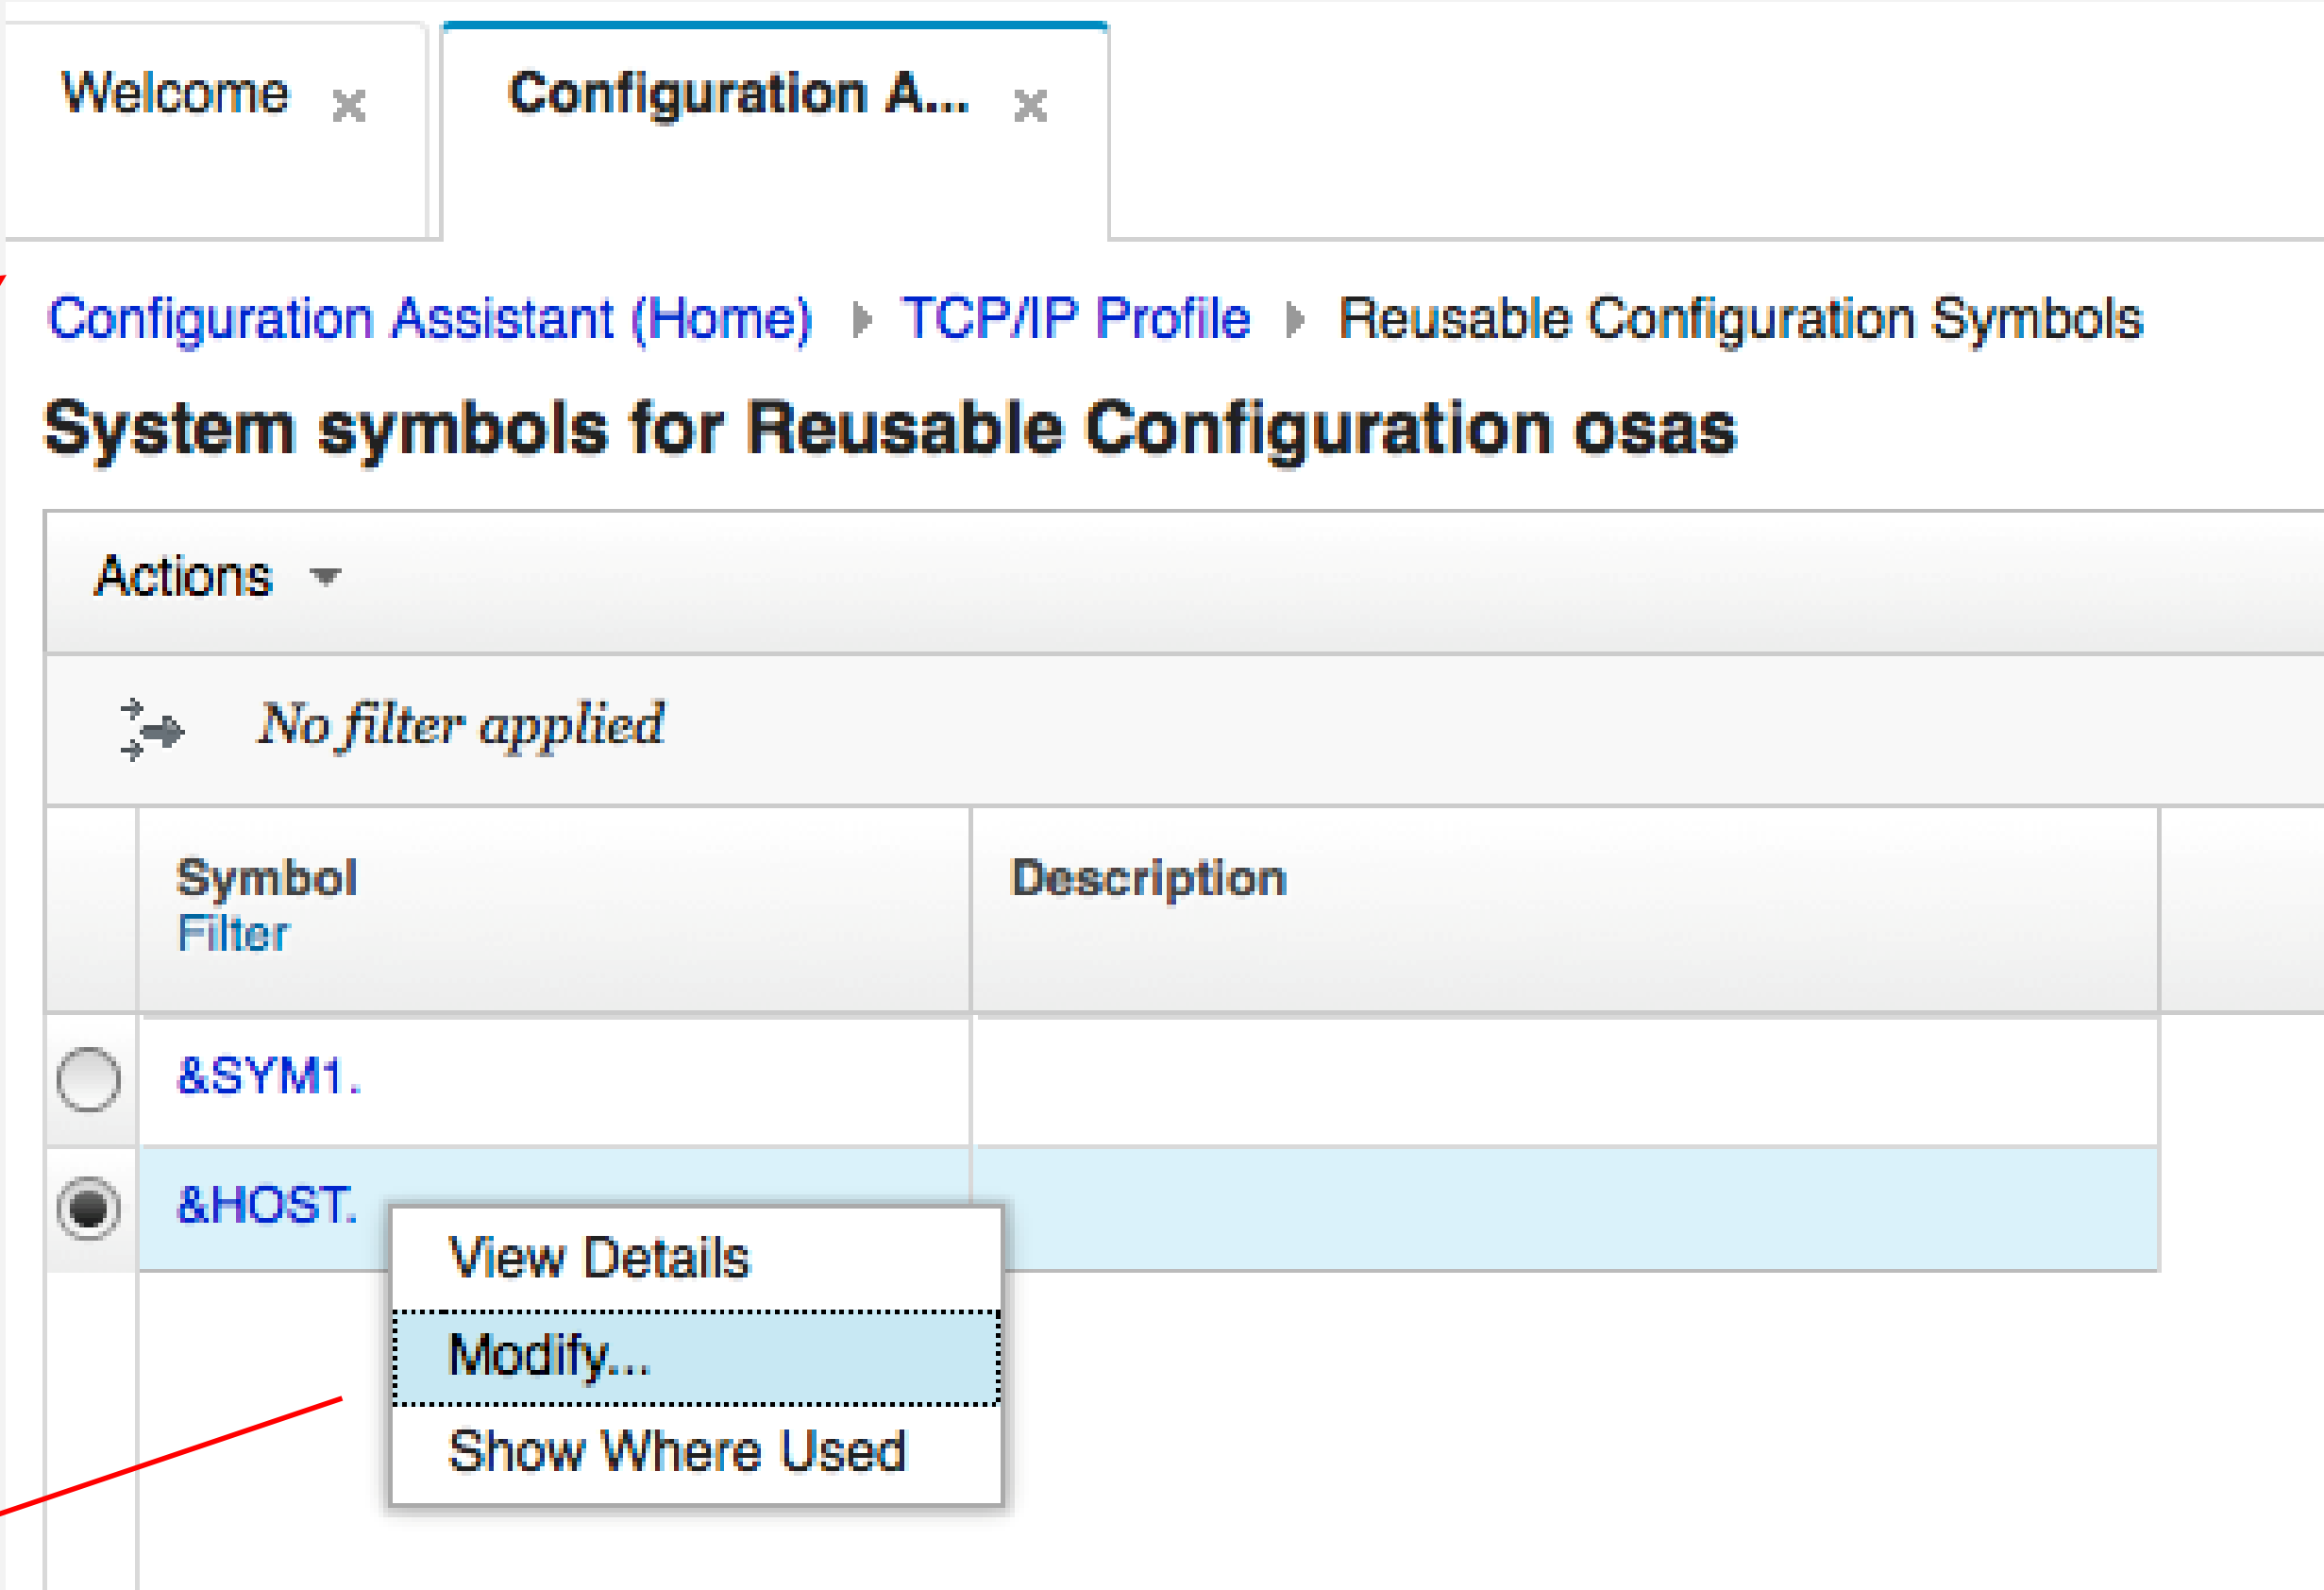 Welcome
Configuration A...
Configuration Assistant (Home) TCP/IP Profile Reusable Configuration Symbols
System symbols for Reusable Configuration osas
Actions
No filter applied
Symbol Description
Filter
&SYM1.
&HOST.
View Details
Modify...
Show Where Used